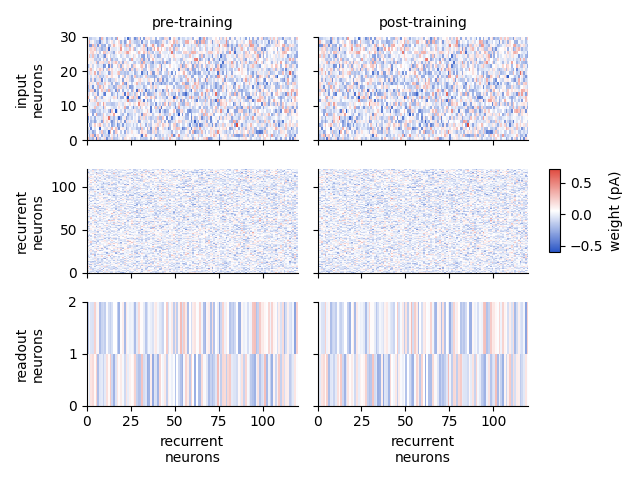 pre-training
post-training
input
neurons
30
20
10
0
recurrent
neurons
100
50
0
0.5
0.0
−0.5
weight (pA)
readout
neurons
2
1
0
0 25 50 75 100
0 25 50 75 100
recurrent
neurons
recurrent
neurons